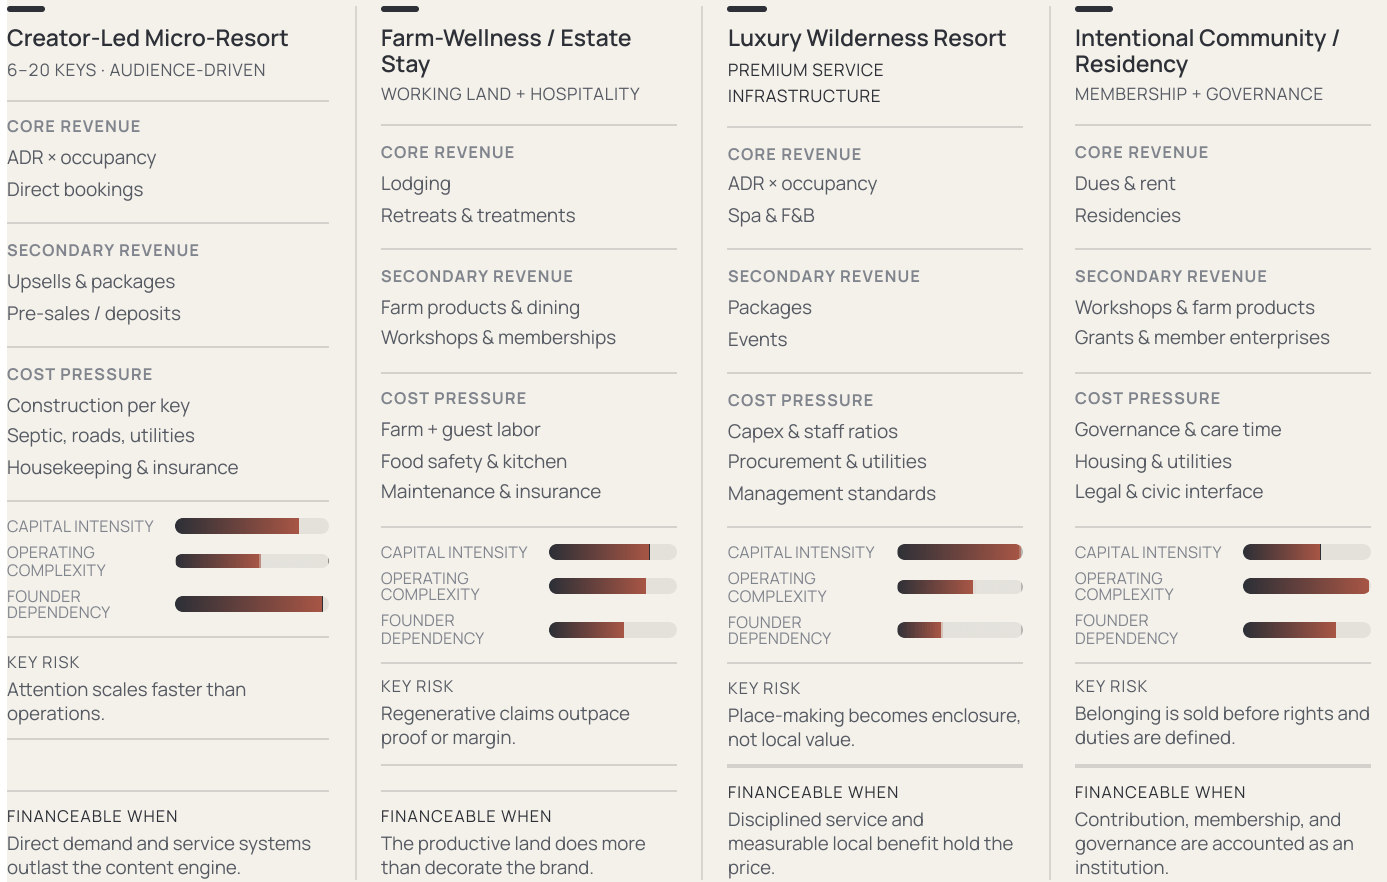 Creator-Led Micro-Resort
6–20 KEYS · AUDIENCE-DRIVEN
CORE REVENUE
ADR × occupancy
Direct bookings
SECONDARY REVENUE
Upsells & packages
Pre-sales / deposits
COST PRESSURE
Construction per key
Septic, roads, utilities
Housekeeping & insurance
CAPITAL INTENSITY
OPERATING
COMPLEXITY
FOUNDER
DEPENDENCY
KEY RISK
Attention scales faster than
operations.
FINANCEABLE WHEN
Direct demand and service systems
outlast the content engine.
Farm-Wellness / Estate
Stay
WORKING LAND + HOSPITALITY
CORE REVENUE
Lodging
Retreats & treatments
SECONDARY REVENUE
Farm products & dining
Workshops & memberships
COST PRESSURE
Farm + guest labor
Food safety & kitchen
Maintenance & insurance
CAPITAL INTENSITY
OPERATING
COMPLEXITY
FOUNDER
DEPENDENCY
KEY RISK
Regenerative claims outpace
proof or margin.
FINANCEABLE WHEN
The productive land does more
than decorate the brand.
Luxury Wilderness Resort
PREMIUM SERVICE
INFRASTRUCTURE
CORE REVENUE
ADR × occupancy
Spa & F&B
SECONDARY REVENUE
Packages
Events
COST PRESSURE
Capex & staff ratios
Procurement & utilities
Management standards
CAPITAL INTENSITY
OPERATING
COMPLEXITY
FOUNDER
DEPENDENCY
KEY RISK
Place-making becomes enclosure,
not local value.
FINANCEABLE WHEN
Disciplined service and
measurable local benefit hold the
price.
Intentional Community /
Residency
MEMBERSHIP + GOVERNANCE
CORE REVENUE
Dues & rent
Residencies
SECONDARY REVENUE
Workshops & farm products
Grants & member enterprises
COST PRESSURE
Governance & care time
Housing & utilities
Legal & civic interface
CAPITAL INTENSITY
OPERATING
COMPLEXITY
FOUNDER
DEPENDENCY
KEY RISK
Belonging is sold before rights and
duties are defined.
FINANCEABLE WHEN
Contribution, membership, and
governance are accounted as an
institution.